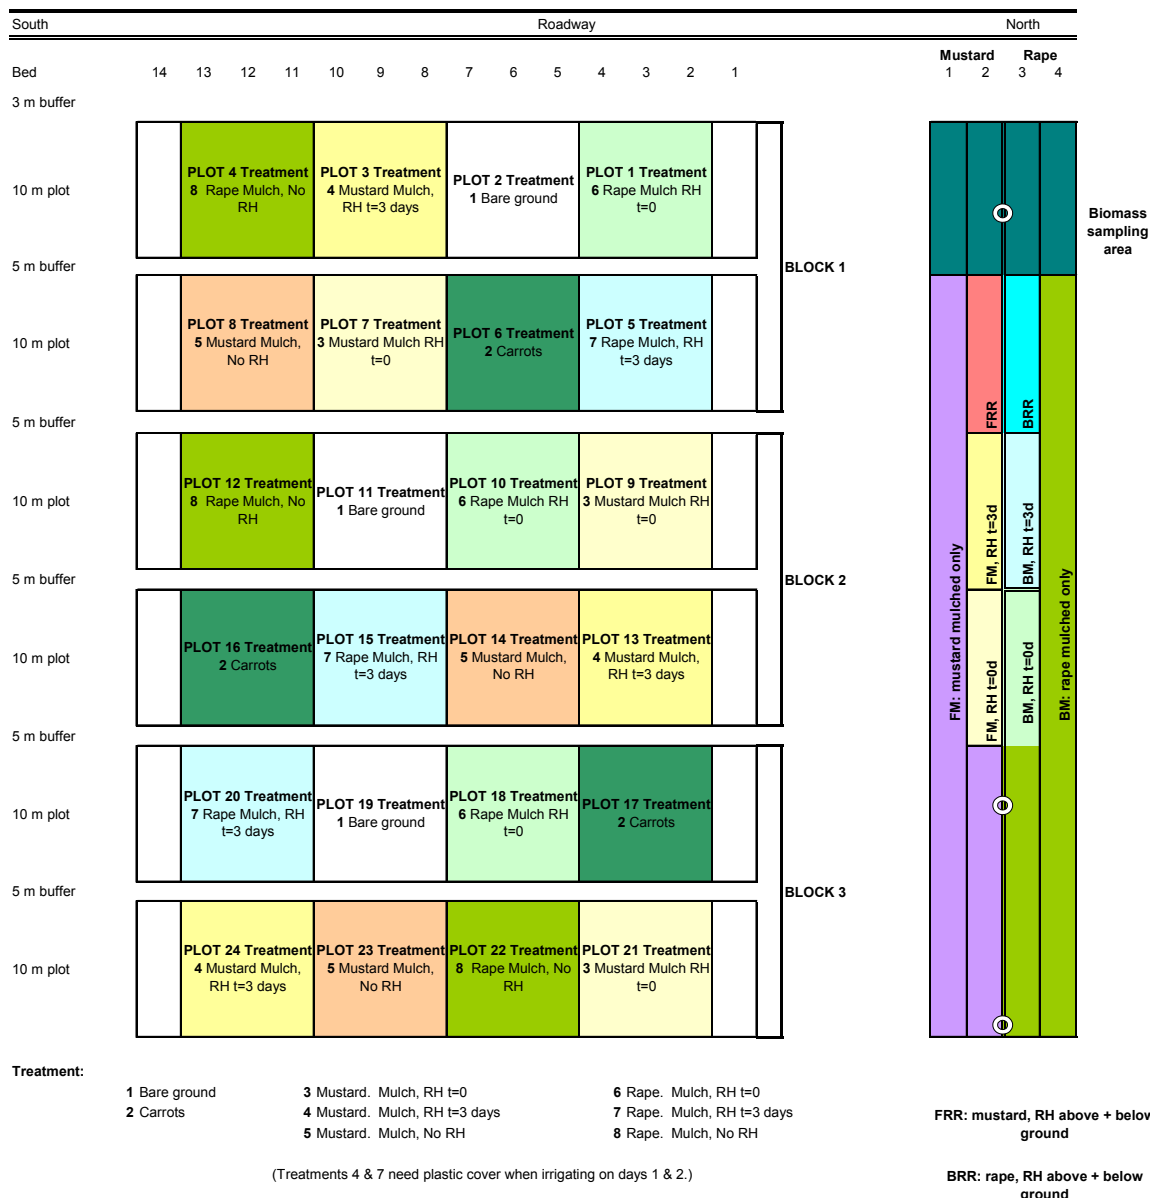 South Roadway North
Mustard Rape
Bed 14 13 12 11 10 9 8 7 6 5 4 3 2 1 1 2 3 4
3 m buffer
10 m plot
PLOT 4 Treatment
8 Rape Mulch, No
RH
PLOT 3 Treatment
4 Mustard Mulch,
RH t=3 days
PLOT 2 Treatment
1 Bare ground
PLOT 1 Treatment
6 Rape Mulch RH
t=0
Biomass
sampling
area
5 m buffer
BLOCK 1
10 m plot
PLOT 8 Treatment
5 Mustard Mulch,
No RH
PLOT 7 Treatment
3 Mustard Mulch RH
t=0
PLOT 6 Treatment
2 Carrots
PLOT 5 Treatment
7 Rape Mulch, RH
t=3 days
FRR
BRR
5 m buffer
10 m plot
PLOT 12 Treatment
8 Rape Mulch, No
RH
PLOT 11 Treatment
1 Bare ground
PLOT 10 Treatment
6 Rape Mulch RH
t=0
PLOT 9 Treatment
3 Mustard Mulch RH
t=0
FM, RH t=3d
BM, RH t=3d
5 m buffer
BLOCK 2
FM: mustard mulched only
BM: rape mulched only
10 m plot
PLOT 16 Treatment
2 Carrots
PLOT 15 Treatment
7 Rape Mulch, RH
t=3 days
PLOT 14 Treatment
5 Mustard Mulch,
No RH
PLOT 13 Treatment
4 Mustard Mulch,
RH t=3 days
FM, RH t=0d
BM, RH t=0d
5 m buffer
10 m plot
PLOT 20 Treatment
7 Rape Mulch, RH
t=3 days
PLOT 19 Treatment
1 Bare ground
PLOT 18 Treatment
6 Rape Mulch RH
t=0
PLOT 17 Treatment
2 Carrots
5 m buffer
BLOCK 3
10 m plot
PLOT 24 Treatment
4 Mustard Mulch,
RH t=3 days
PLOT 23 Treatment
5 Mustard Mulch,
No RH
PLOT 22 Treatment
8 Rape Mulch, No
RH
PLOT 21 Treatment
3 Mustard Mulch RH
t=0
Treatment:
1 Bare ground 3 Mustard. Mulch, RH t=0 6 Rape. Mulch, RH t=0
2 Carrots 4 Mustard. Mulch, RH t=3 days 7 Rape. Mulch, RH t=3 days
5 Mustard. Mulch, No RH 8 Rape. Mulch, No RH
FRR: mustard, RH above + below
ground
(Treatments 4 & 7 need plastic cover when irrigating on days 1 & 2.)
BRR: rape, RH above + below
ground